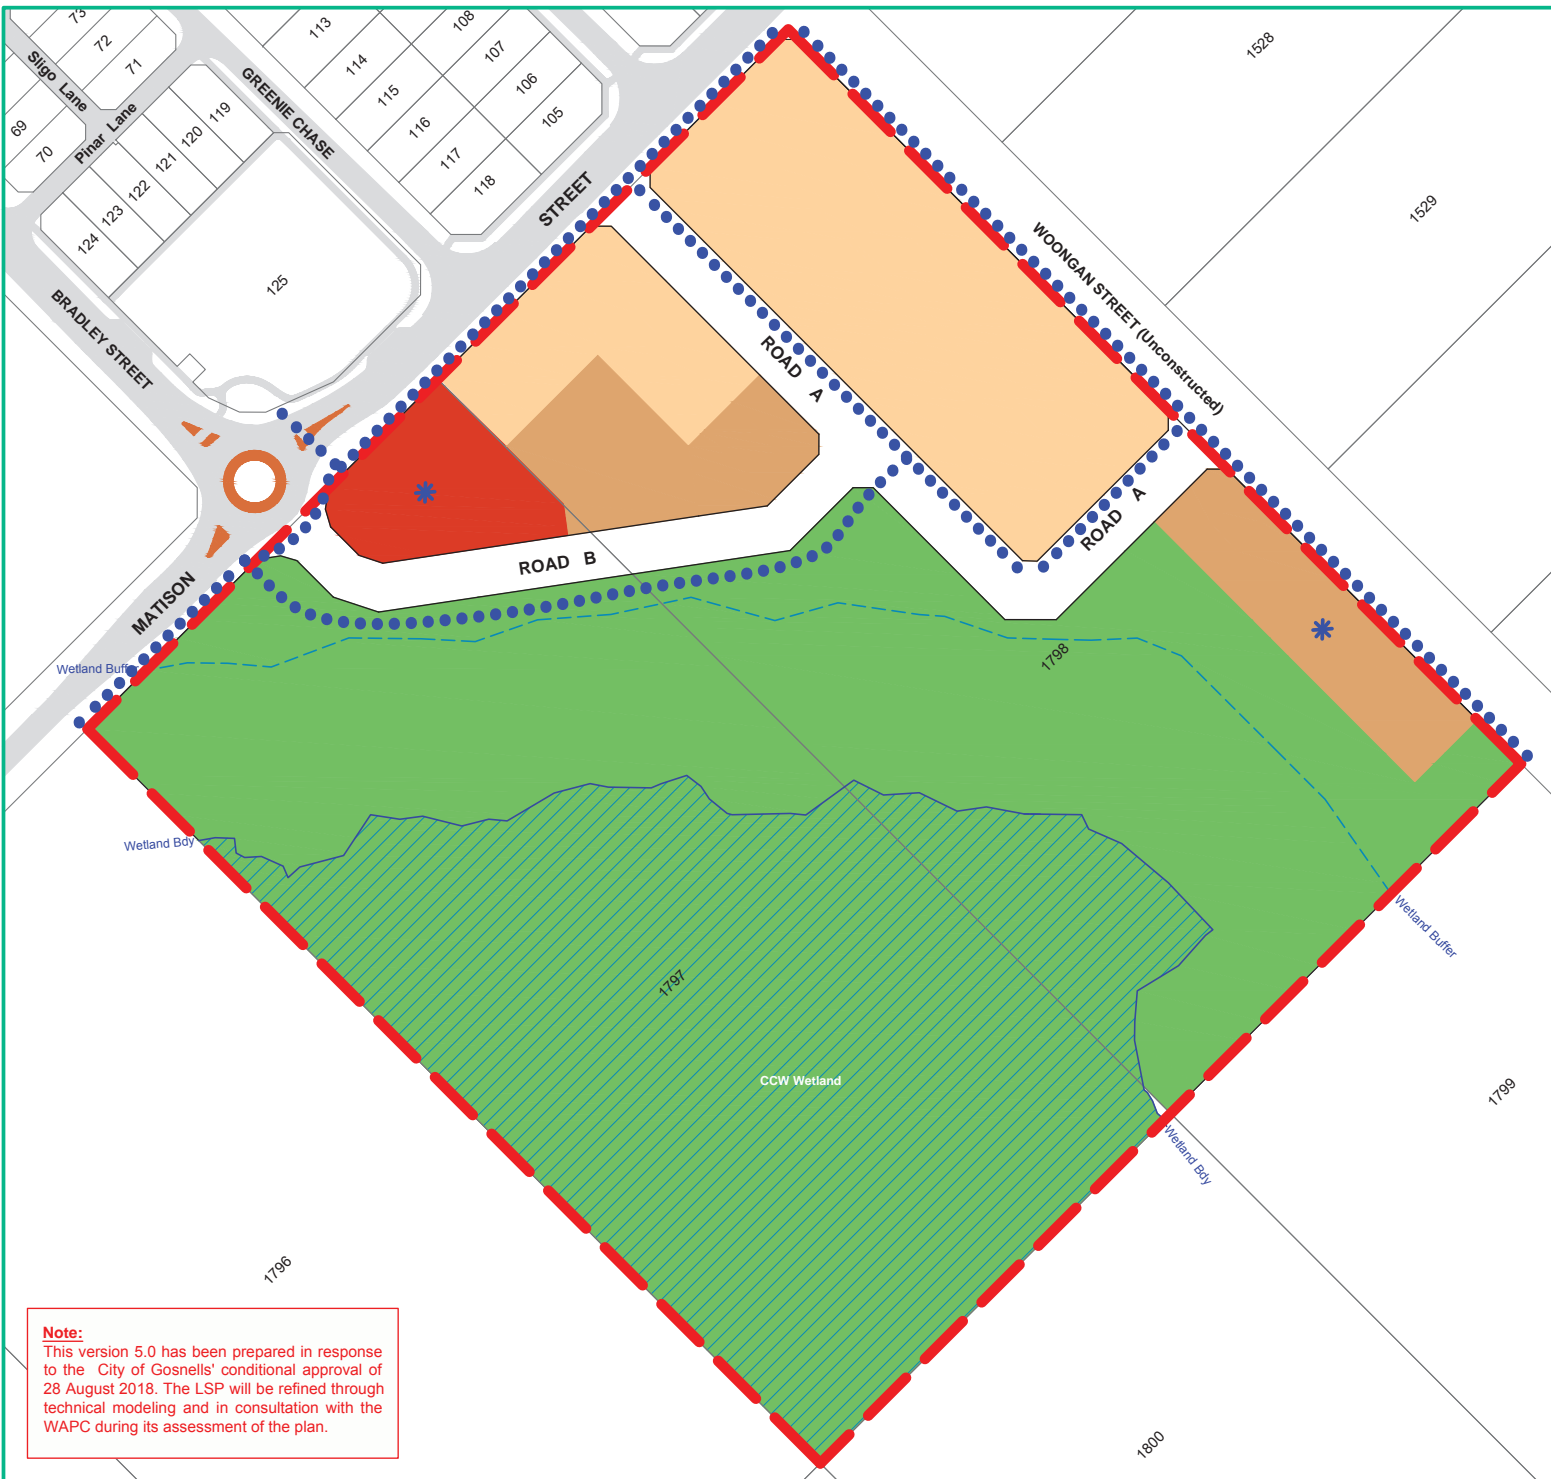 73
72
71
Sligo Lane
69
70
Pinar Lane
GREENIE CHASE
113
114
115
116
117
118
108
107
106
105
119
120
121
122
123
124
125
STREET
BRADLEY STREET
1528
1529
WOONGAN STREET (Unconstructed)
ROAD A
ROAD A
ROAD B
MATISON
Wetland Buffer
1798
Wetland Bdy
Wetland Buffer
1797
CCW Wetland
1799
Wetland Bdy
1796
1800
Note:
This version 5.0 has been prepared in response
to the City of Gosnells' conditional approval of
28 August 2018. The LSP will be refined through
technical modeling and in consultation with the
WAPC during its assessment of the plan.